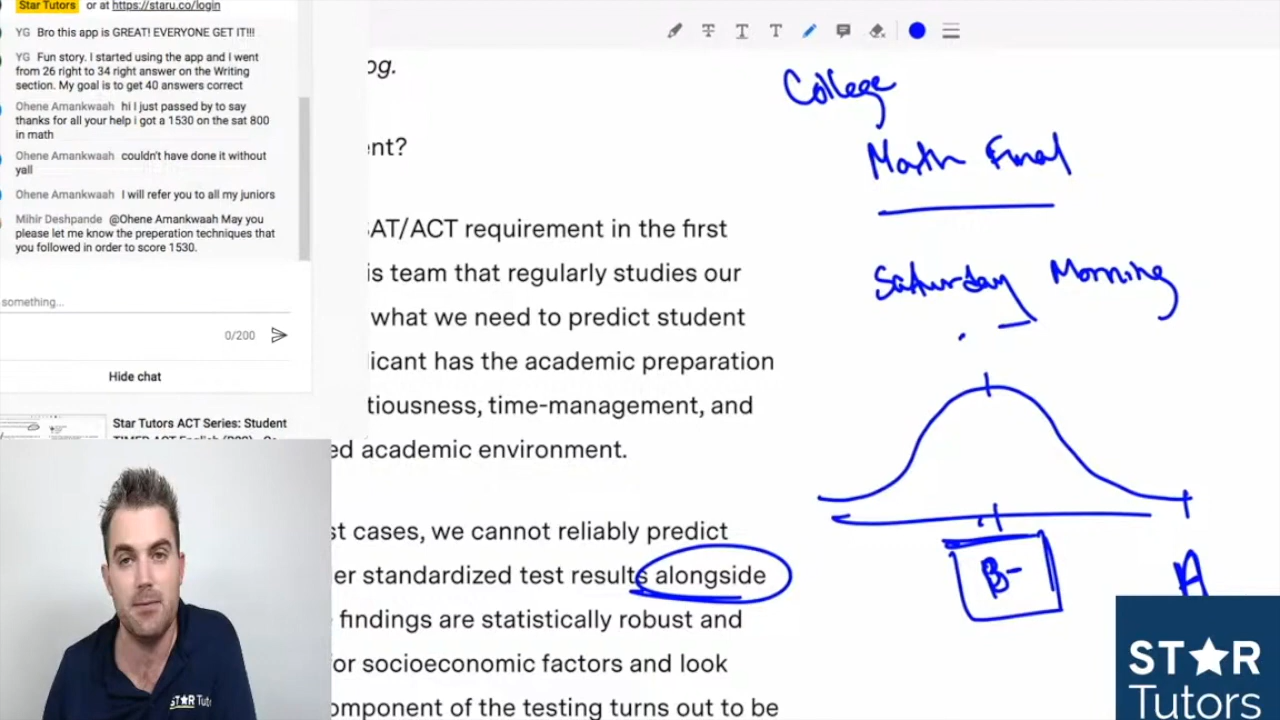 Star Tutors or at https://staru.co/login
YG Bro this app is GREAT! EVERYONE GET IT!!!
YG Fun story. I started using the app and I went
from 26 right to 34 right answer on the Writing
section. My goal is to get 40 answers correct
Ohene Amankwaah hi I just passed by to say
thanks for all your help i got a 1530 on the sat 800
in math
Ohene Amankwaah couldn't have done it without
yall
Ohene Amankwaah I will refer you to all my juniors
Mihir Deshpande @Ohene Amankwaah May you
please let me know the preperation techniques that
you followed in order to score 1530.
something...
0/200
Hide chat
Star Tutors ACT Series: Student
og.
ent?
SAT/ACT requirement in the first
is team that regularly studies our
what we need to predict student
licant has the academic preparation
tiousness, time-management, and
ed academic environment.
st cases, we cannot reliably predict
er standardized test results alongside
findings are statistically robust and
for socioeconomic factors and look
omponent of the testing turns out to be
College
Math Final
Saturday Morning
B-
A
STAR Tut
STAR
Tutors